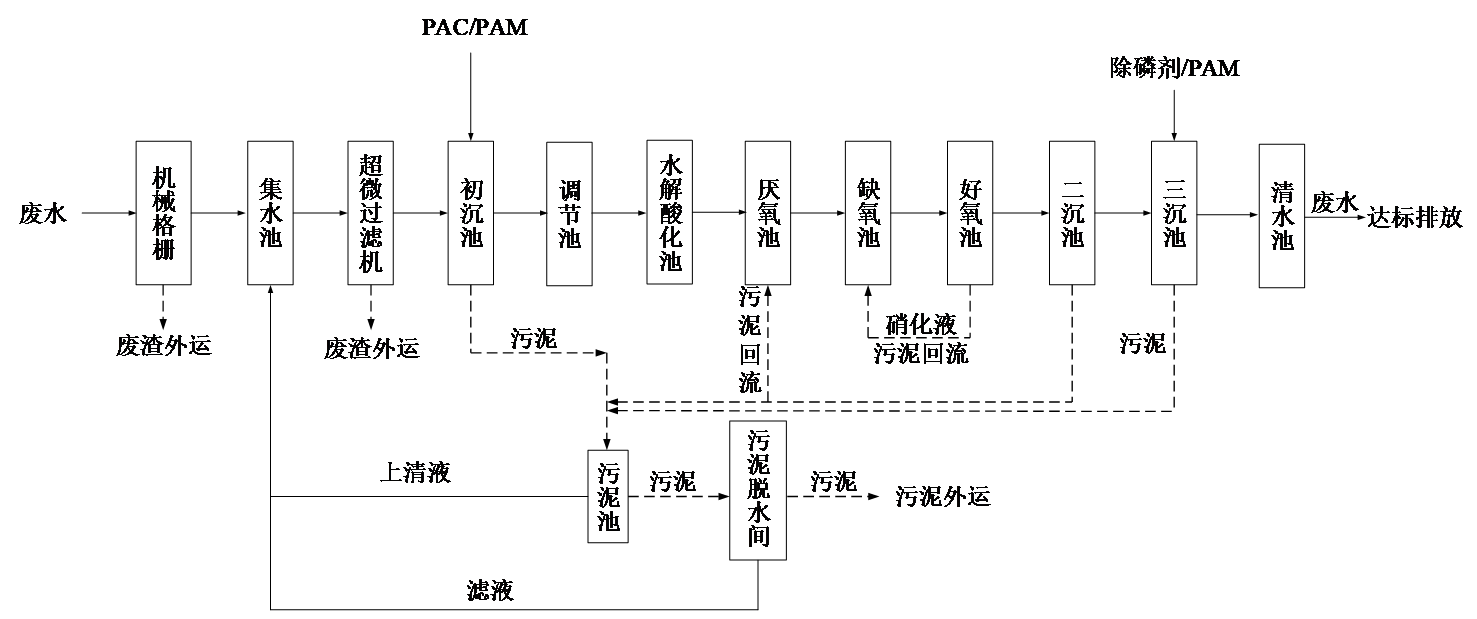 PAC/PAM
除磷剂/PAM
废水
机械格栅
集水池
超微过滤机
初沉池
调节池
水解酸化池
厌氧池
缺氧池
好氧池
二沉池
三沉池
清水池
废水
达标排放
废渣外运
废渣外运
污泥
污泥回流
硝化液
污泥回流
污泥
上清液
污泥池
污泥
污泥脱水间
污泥
污泥外运
滤液